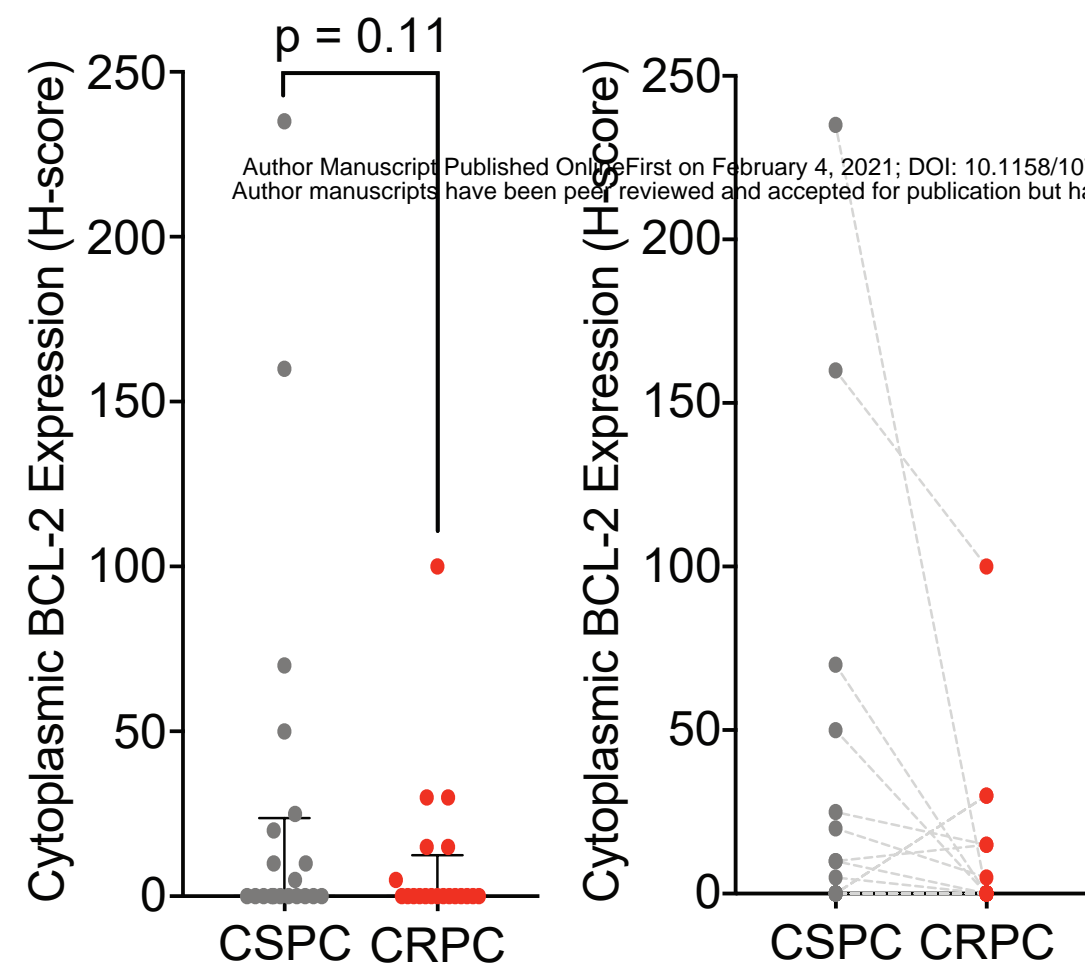 p = 0.11
Cytoplasmic BCL-2 Expression (H-score)
250
200
150
100
50
0
CSPC CRPC
Cytoplasmic BCL-2 Expression (H-score)
250
200
150
100
50
0
CSPC CRPC
Author Manuscript Published OnlineFirst on February 4, 2021; DOI: 10.1158/10
Author manuscripts have been peer reviewed and accepted for publication but ha